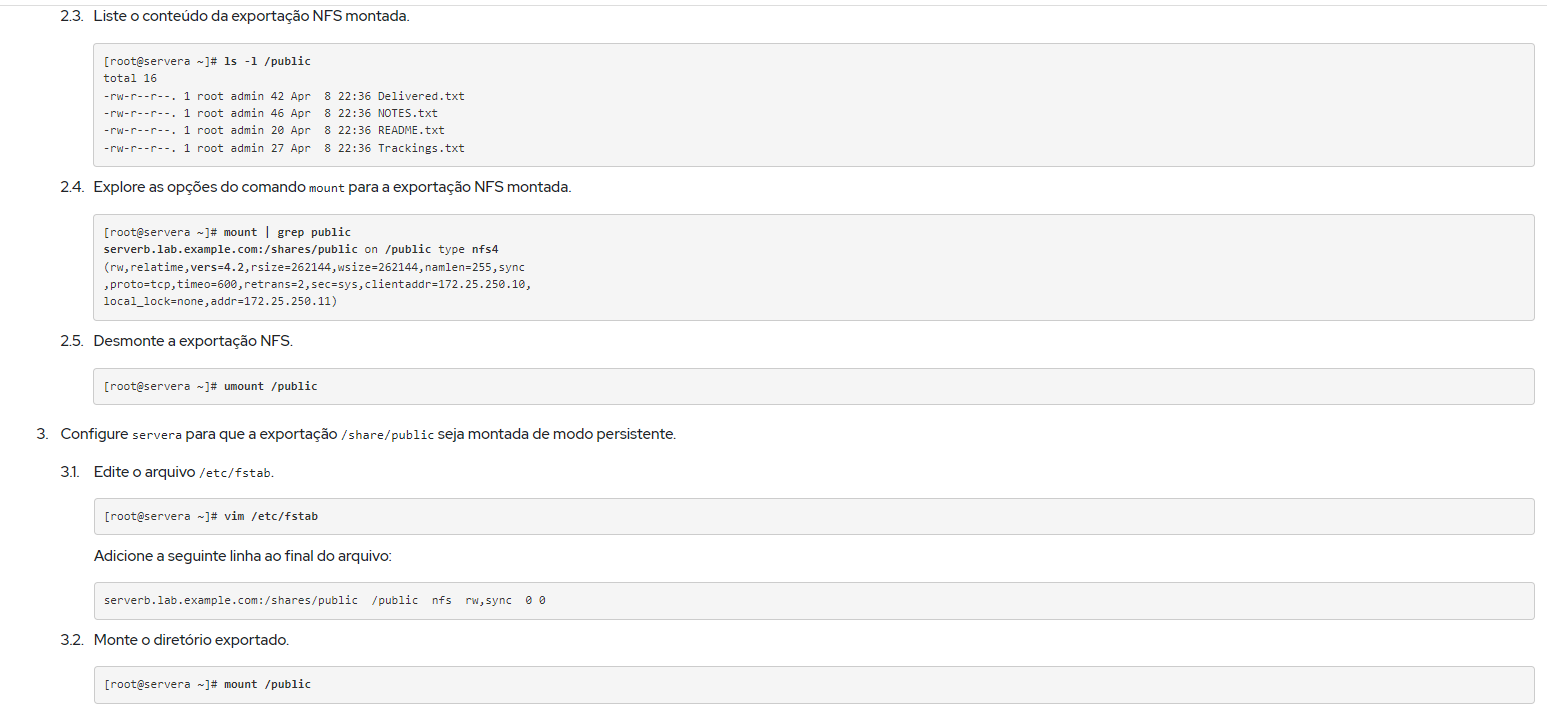 2.3. Liste o conteúdo da exportação NFS montada.
[root@servera ~]# ls -l /public
total 16
-rw-r--r--. 1 root admin 42 Apr  8 22:36 Delivered.txt
-rw-r--r--. 1 root admin 46 Apr  8 22:36 NOTES.txt
-rw-r--r--. 1 root admin 20 Apr  8 22:36 README.txt
-rw-r--r--. 1 root admin 27 Apr  8 22:36 Trackings.txt
2.4. Explore as opções do comando mount para a exportação NFS montada.
[root@servera ~]# mount | grep public
serverb.lab.example.com:/shares/public on /public type nfs4
(rw,relatime,vers=4.2,rsize=262144,wsize=262144,namlen=255,sync
,proto=tcp,timeo=600,retrans=2,sec=sys,clientaddr=172.25.250.10,
local_lock=none,addr=172.25.250.11)
2.5. Desmonte a exportação NFS.
[root@servera ~]# umount /public
3. Configure servera para que a exportação /share/public seja montada de modo persistente.
3.1. Edite o arquivo /etc/fstab.
[root@servera ~]# vim /etc/fstab
Adicione a seguinte linha ao final do arquivo:
serverb.lab.example.com:/shares/public  /public  nfs  rw,sync  0 0
3.2. Monte o diretório exportado.
[root@servera ~]# mount /public